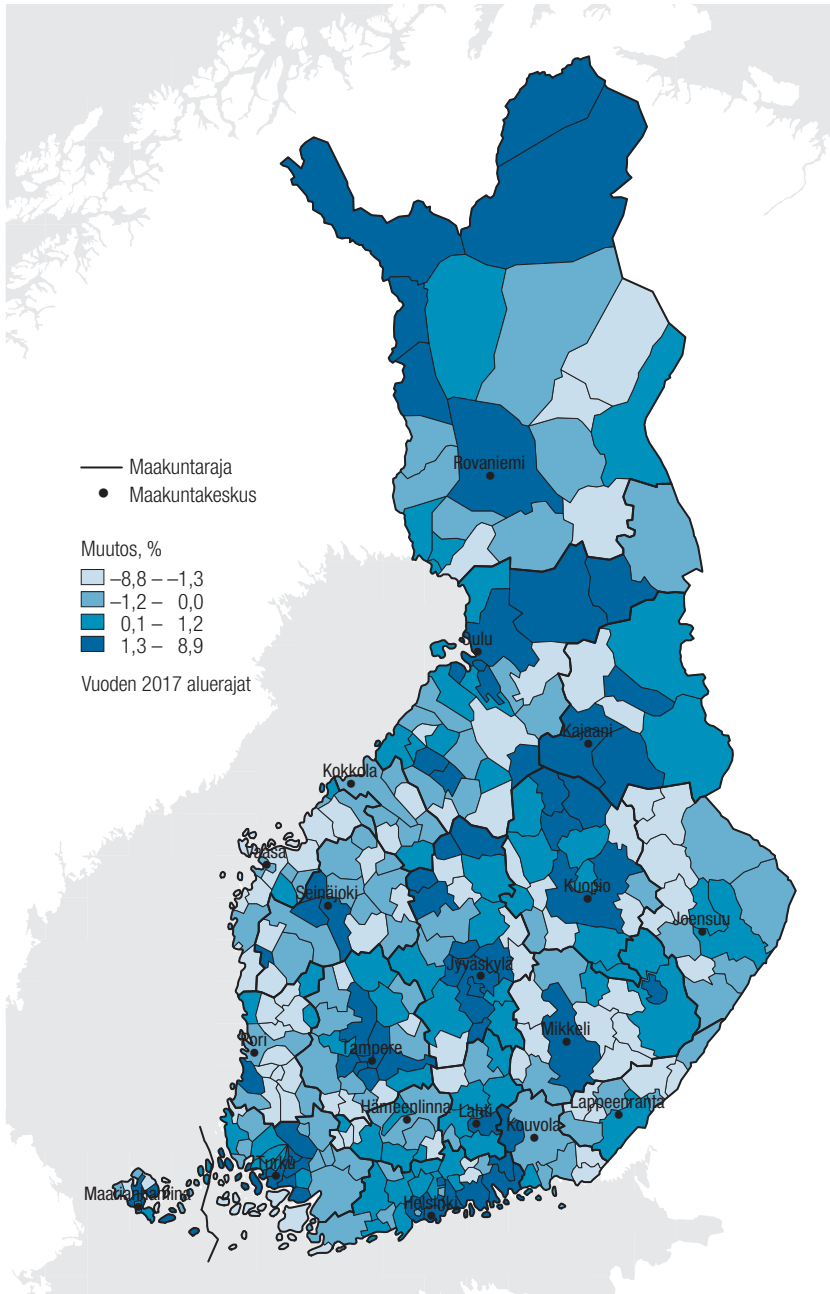 Maakuntaraja
Maakuntakeskus
Muutos, %
–8,8 – –1,3
–1,2 – 0,0
0,1 – 1,2
1,3 – 8,9
Vuoden 2017 aluerajat
Rovaniemi
Oulu
Kajaani
Kokkola
Vaasa
Seinäjoki
Kuopio
Joensuu
Jyväskylä
Mikkeli
Pori
Tampere
Hämeenlinna
Lahti
Kouvola
Lappeenranta
Turku
Maarianhamina
Helsinki